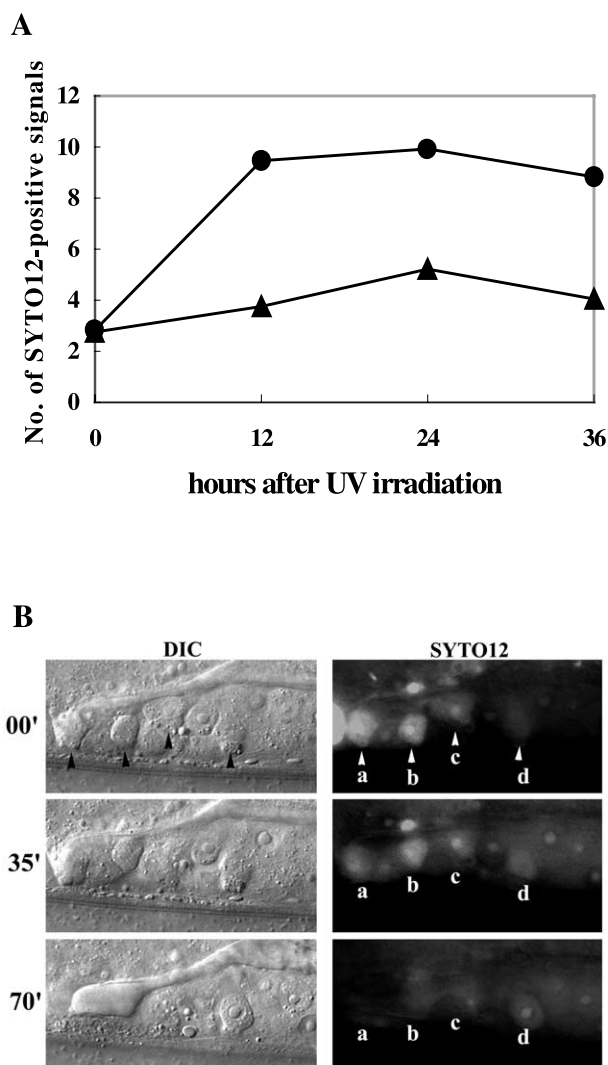 A
No. of SYTO12-positive signals
12
10
8
6
4
2
0
0 12 24 36
hours after UV irradiation
B
DIC SYTO12
00'
a b c d
35'
a b c d
70'
a b c d